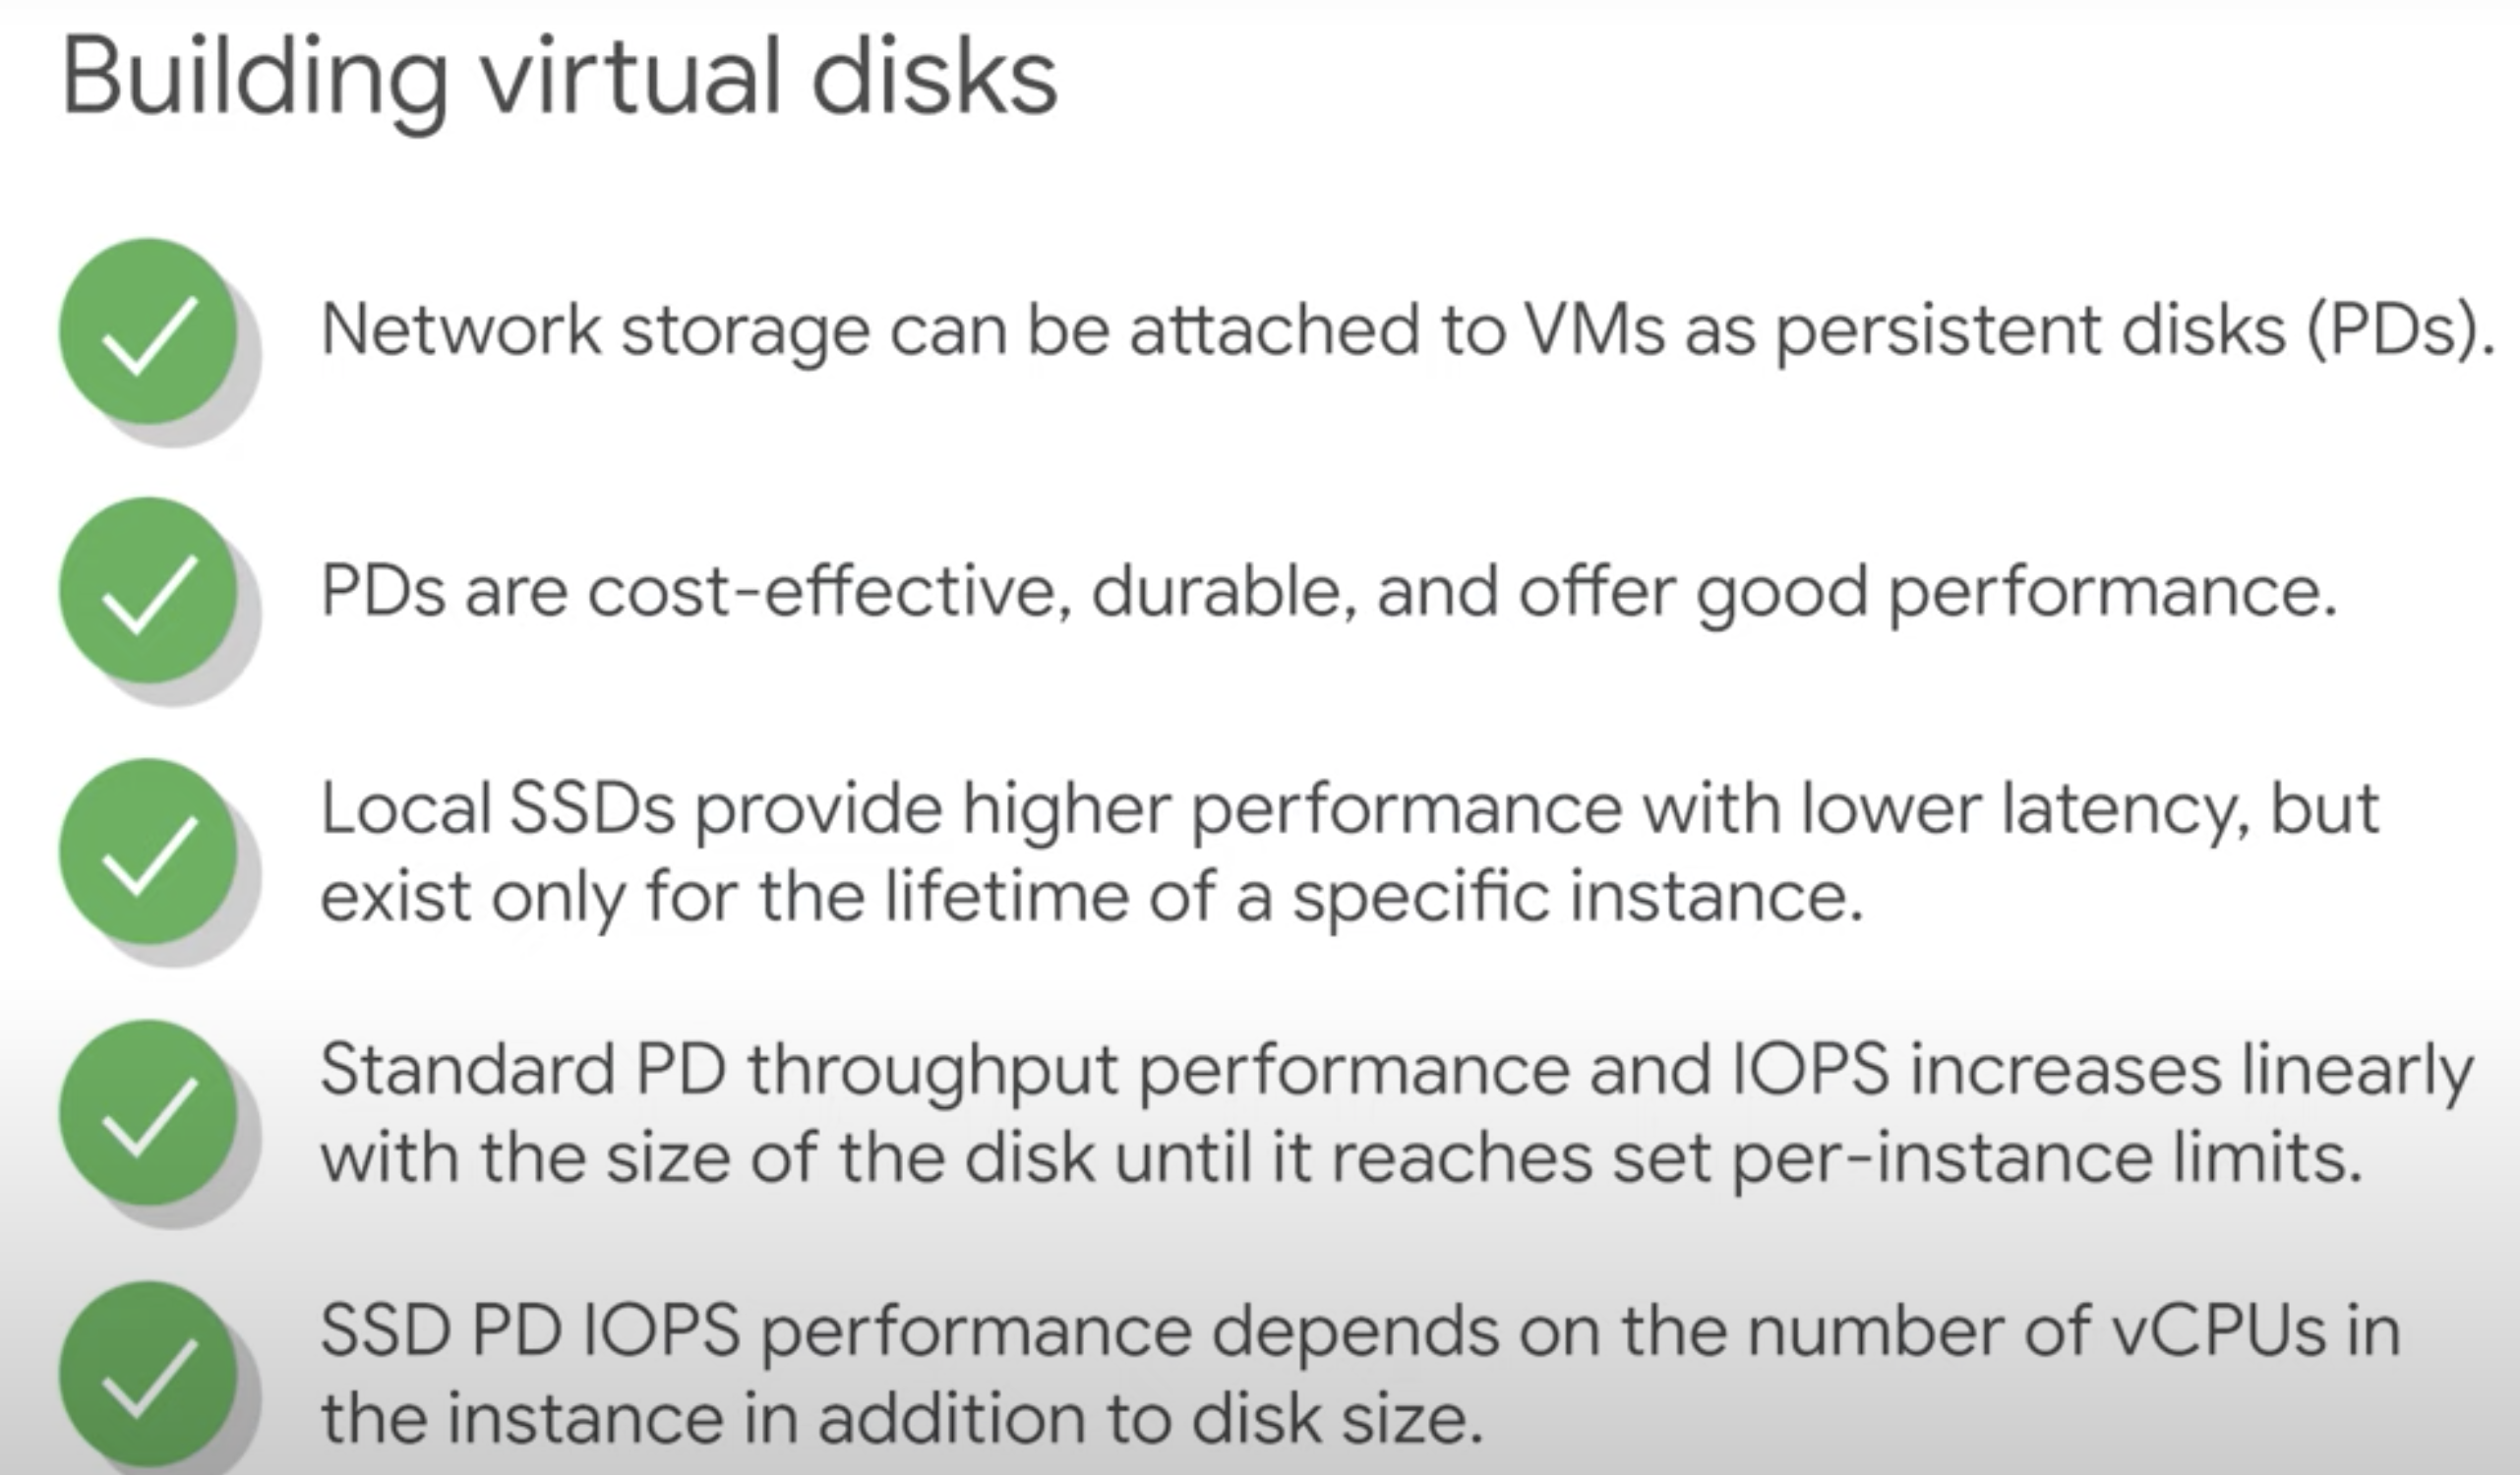 Building virtual disks
Network storage can be attached to VMs as persistent disks (PDs).
PDs are cost-effective, durable, and offer good performance.
Local SSDs provide higher performance with lower latency, but
exist only for the lifetime of a specific instance.
Standard PD throughput performance and IOPS increases linearly
with the size of the disk until it reaches set per-instance limits.
SSD PD IOPS performance depends on the number of vCPUs in
the instance in addition to disk size.